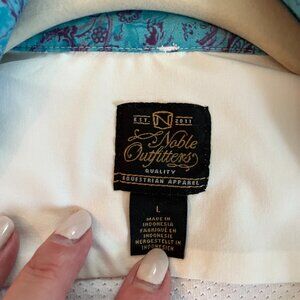 EST. N 2011
Noble
Outfitters
QUALITY
EQUESTRIAN APPAREL
L
MADE IN
INDONESIA
FABRIQUÉ EN
INDONÉSIE
HERGESTELLT IN
INDONESIEN